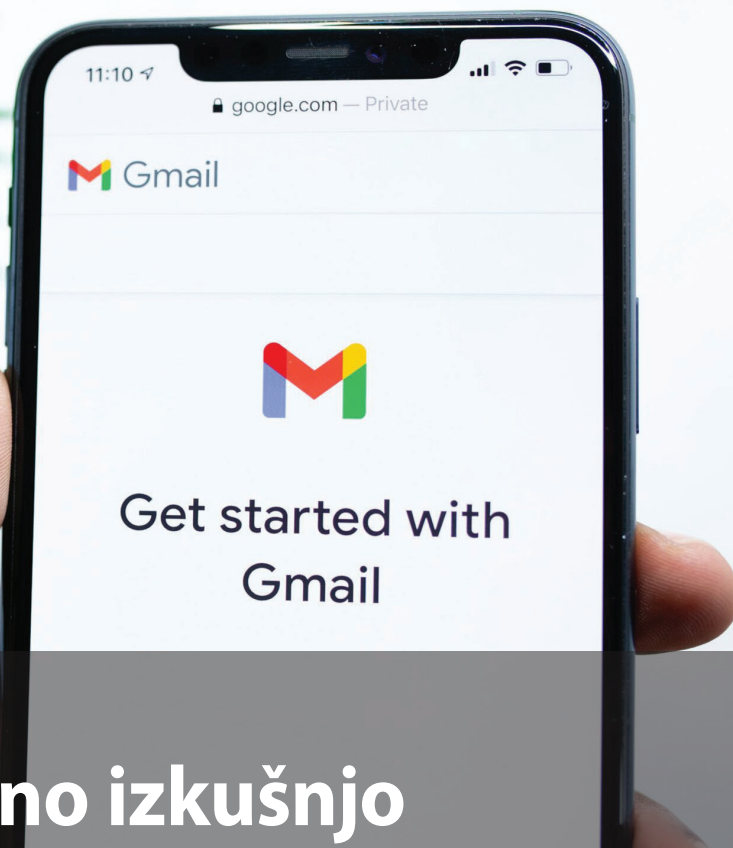 11:10
google.com — Private
Gmail
Get started with
Gmail
no izkušnjo